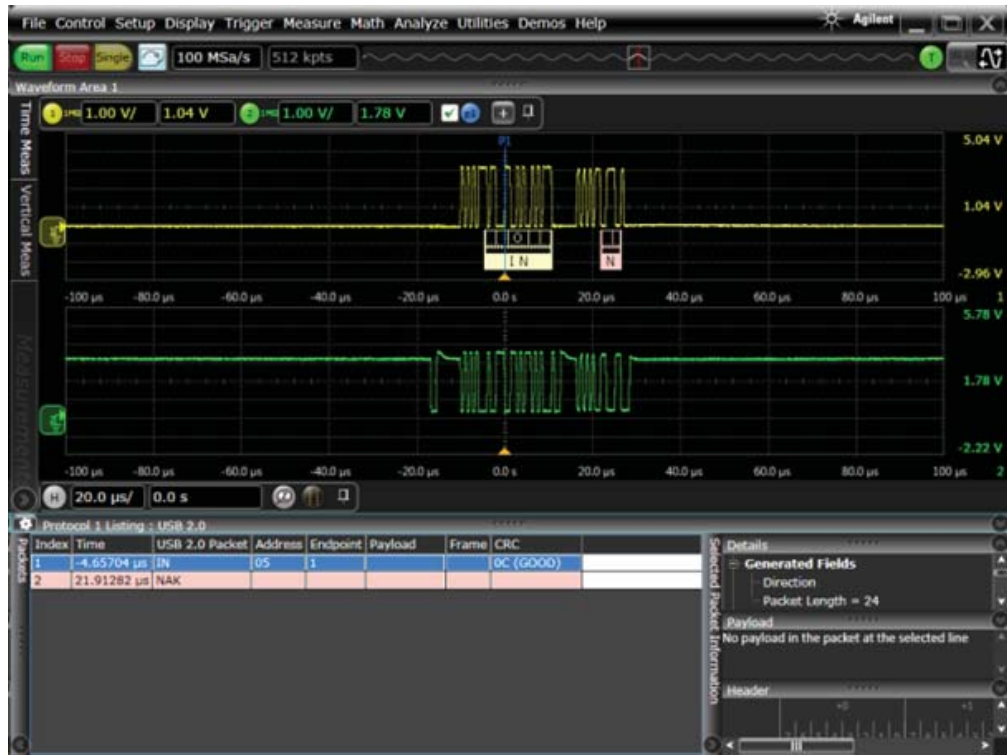 File Control Setup Display Trigger Measure Math Analyze Utilities Demos Help Agilent
Run Stop Single 100 MSa/s 512 kpts T
Waveform Area 1
Time Meas
Vertical Meas
Measurements
1 1.00 V/ 1.04 V 2 1.00 V/ 1.78 V
P1
5.04 V
1.04 V
-2.96 V
I N
N
-100 µs -80.0 µs -60.0 µs -40.0 µs -20.0 µs 0.0 s 20.0 µs 40.0 µs 60.0 µs 80.0 µs 100 µs 1
5.78 V
1.78 V
-2.22 V
-100 µs -80.0 µs -60.0 µs -40.0 µs -20.0 µs 0.0 s 20.0 µs 40.0 µs 60.0 µs 80.0 µs 100 µs 2
H 20.0 µs/ 0.0 s
Protocol 1 Listing : USB 2.0
Packets
Index Time USB 2.0 Packet Address Endpoint Payload Frame CRC
1 -4.65704 µs IN 05 1 0C (GOOD)
2 21.91282 µs NAK
Selected Packet Information
Details
Generated Fields
Direction
Packet Length = 24
Payload
No payload in the packet at the selected line
Header
+0 +1